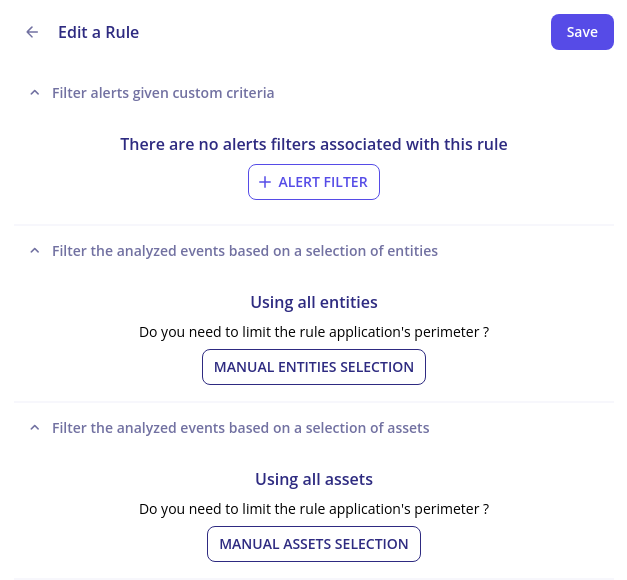 Edit a Rule
Save
Filter alerts given custom criteria
There are no alerts filters associated with this rule
ALERT FILTER
Filter the analyzed events based on a selection of entities
Using all entities
Do you need to limit the rule application's perimeter ?
MANUAL ENTITIES SELECTION
Filter the analyzed events based on a selection of assets
Using all assets
Do you need to limit the rule application's perimeter ?
MANUAL ASSETS SELECTION